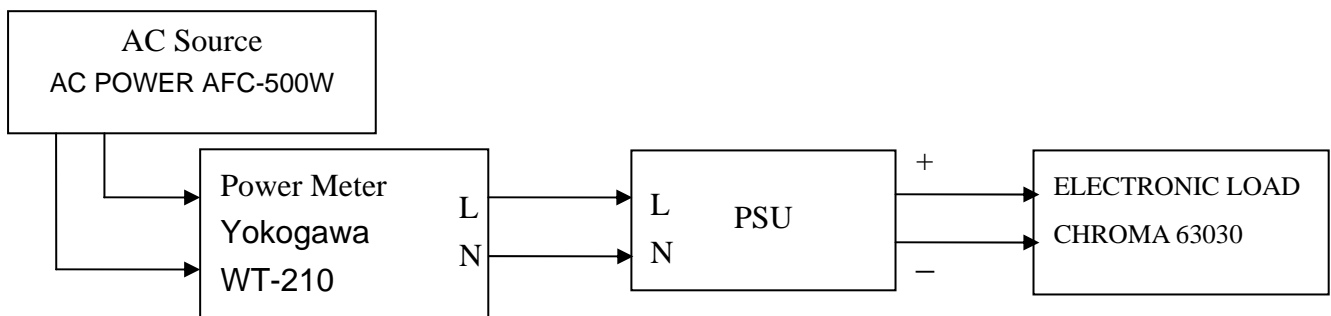 AC Source
AC POWER AFC-500W
Power Meter
Yokogawa
WT-210
L
N
L
N
PSU
+
–
ELECTRONIC LOAD
CHROMA 63030